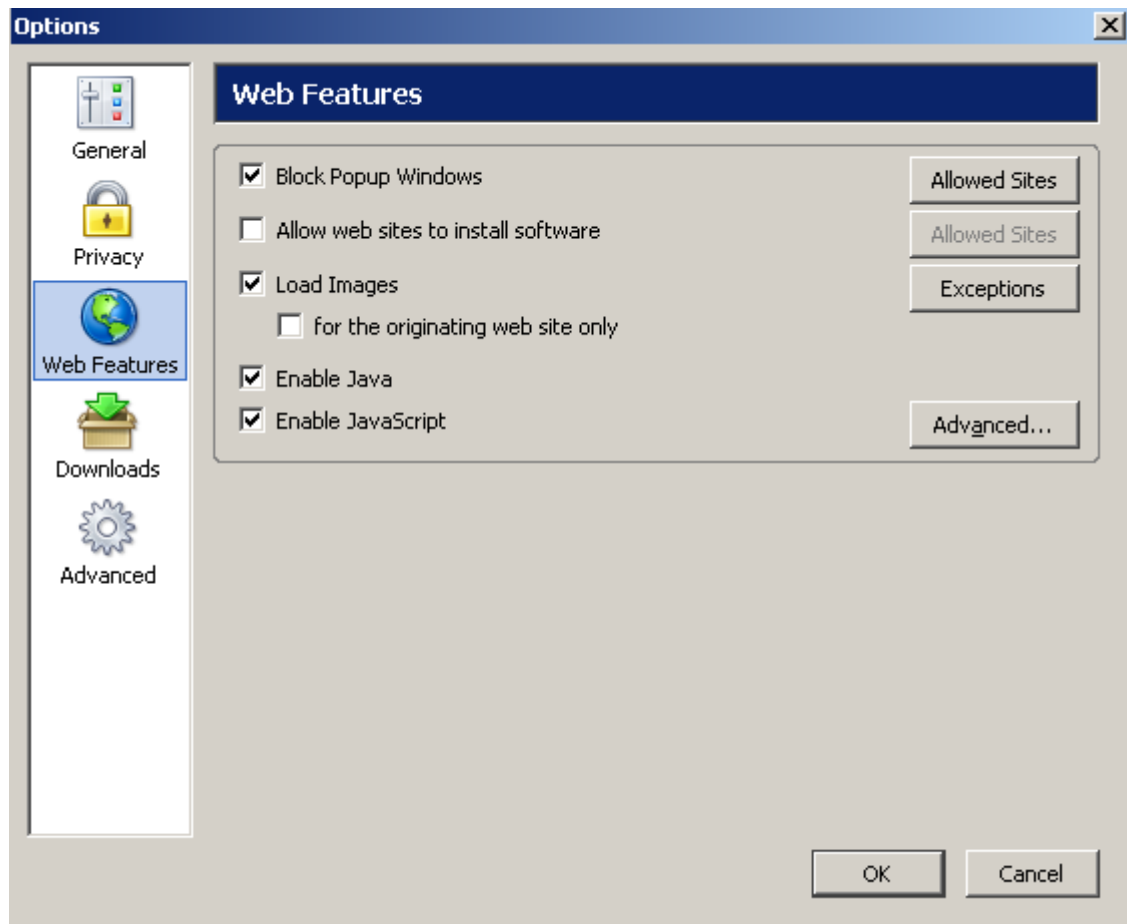 Options
General
Privacy
Web Features
Downloads
Advanced
Web Features
Block Popup Windows
Allowed Sites
Allow web sites to install software
Allowed Sites
Load Images
Exceptions
for the originating web site only
Enable Java
Enable JavaScript
Advanced...
OK
Cancel